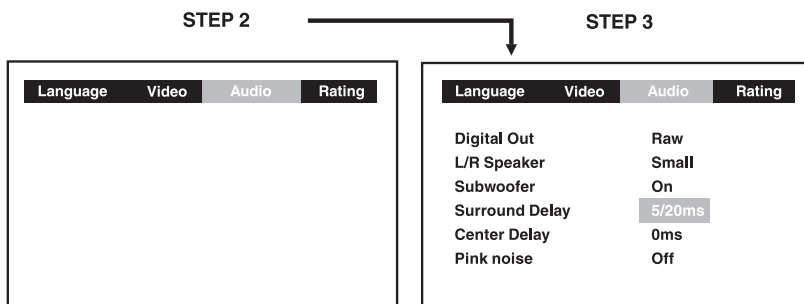 STEP 2
STEP 3
Language Video Audio Rating
Language Video Audio Rating
Digital Out Raw
L/R Speaker Small
Subwoofer On
Surround Delay 5/20ms
Center Delay 0ms
Pink noise Off